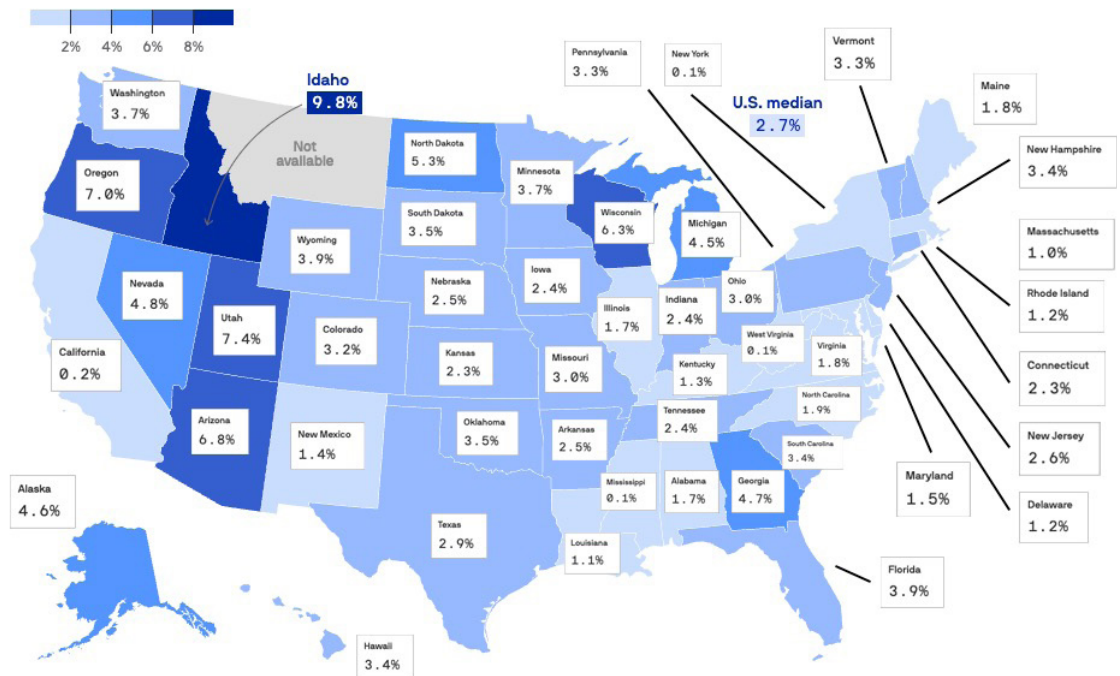 2% 4% 6% 8%
Idaho
9.8%
U.S. median
2.7%
Washington
3.7%
Oregon
7.0%
Not
available
North Dakota
5.3%
Minnesota
3.7%
Wisconsin
6.3%
Michigan
4.5%
Pennsylvania
3.3%
New York
0.1%
Vermont
3.3%
Maine
1.8%
New Hampshire
3.4%
Massachusetts
1.0%
Rhode Island
1.2%
Connecticut
2.3%
New Jersey
2.6%
Delaware
1.2%
Maryland
1.5%
South Dakota
3.5%
Wyoming
3.9%
Nevada
4.8%
Utah
7.4%
California
0.2%
Colorado
3.2%
Nebraska
2.5%
Iowa
2.4%
Illinois
1.7%
Indiana
2.4%
Ohio
3.0%
West Virginia
0.1%
Virginia
1.8%
Kansas
2.3%
Missouri
3.0%
Kentucky
1.3%
North Carolina
1.9%
Tennessee
2.4%
South Carolina
3.4%
Arizona
6.8%
New Mexico
1.4%
Oklahoma
3.5%
Arkansas
2.5%
Mississippi
0.1%
Alabama
1.7%
Georgia
4.7%
Texas
2.9%
Louisiana
1.1%
Florida
3.9%
Alaska
4.6%
Hawaii
3.4%